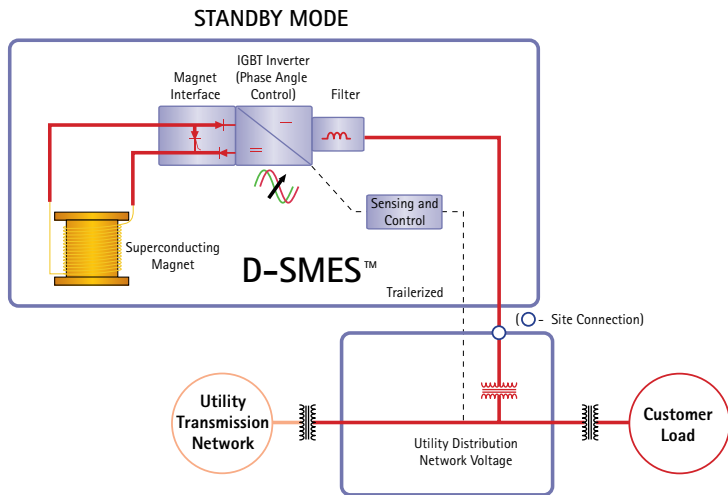 STANDBY MODE
IGBT Inverter
(Phase Angle
Control)
Magnet
Interface
Filter
Sensing and
Control
Superconducting
Magnet
D-SMES™
Trailerized
(O- Site Connection)
Utility
Transmission
Network
Customer
Load
Utility Distribution
Network Voltage